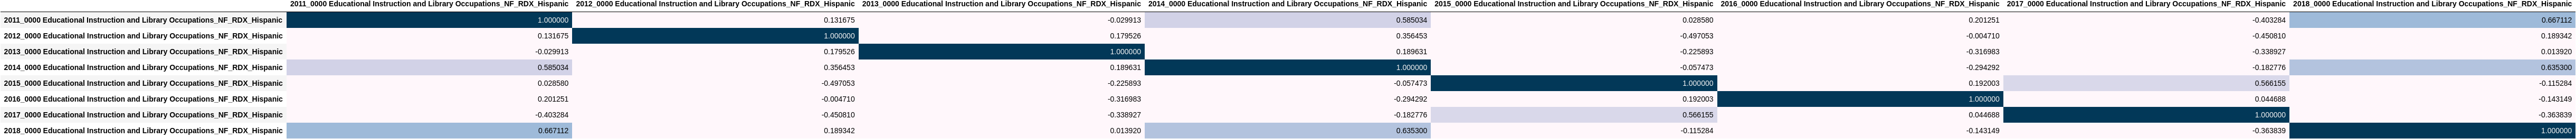 2011_0000 Educational Instruction and Library Occupations_NF_RDX_Hispanic 2012_0000 Educational Instruction and Library Occupations_NF_RDX_Hispanic 2013_0000 Educational Instruction and Library Occupations_NF_RDX_Hispanic 2014_0000 Educational Instruction and Library Occupations_NF_RDX_Hispanic 2015_0000 Educational Instruction and Library Occupations_NF_RDX_Hispanic 2016_0000 Educational Instruction and Library Occupations_NF_RDX_Hispanic 2017_0000 Educational Instruction and Library Occupations_NF_RDX_Hispanic 2018_0000 Educational Instruction and Library Occupations_NF_RDX_Hispanic
2011_0000 Educational Instruction and Library Occupations_NF_RDX_Hispanic 1.000000 0.131675 -0.029913 0.585034 0.028580 0.201251 -0.403284 0.667112
2012_0000 Educational Instruction and Library Occupations_NF_RDX_Hispanic 0.131675 1.000000 0.179526 0.356453 -0.497053 -0.004710 -0.450810 0.189342
2013_0000 Educational Instruction and Library Occupations_NF_RDX_Hispanic -0.029913 0.179526 1.000000 0.189631 -0.225893 -0.316983 -0.338927 0.013920
2014_0000 Educational Instruction and Library Occupations_NF_RDX_Hispanic 0.585034 0.356453 0.189631 1.000000 -0.057473 -0.294292 -0.182776 0.635300
2015_0000 Educational Instruction and Library Occupations_NF_RDX_Hispanic 0.028580 -0.497053 -0.225893 -0.057473 1.000000 0.192003 0.566155 -0.115284
2016_0000 Educational Instruction and Library Occupations_NF_RDX_Hispanic 0.201251 -0.004710 -0.316983 -0.294292 0.192003 1.000000 0.044688 -0.143149
2017_0000 Educational Instruction and Library Occupations_NF_RDX_Hispanic -0.403284 -0.450810 -0.338927 -0.182776 0.566155 0.044688 1.000000 -0.363839
2018_0000 Educational Instruction and Library Occupations_NF_RDX_Hispanic 0.667112 0.189342 0.013920 0.635300 -0.115284 -0.143149 -0.363839 1.000000